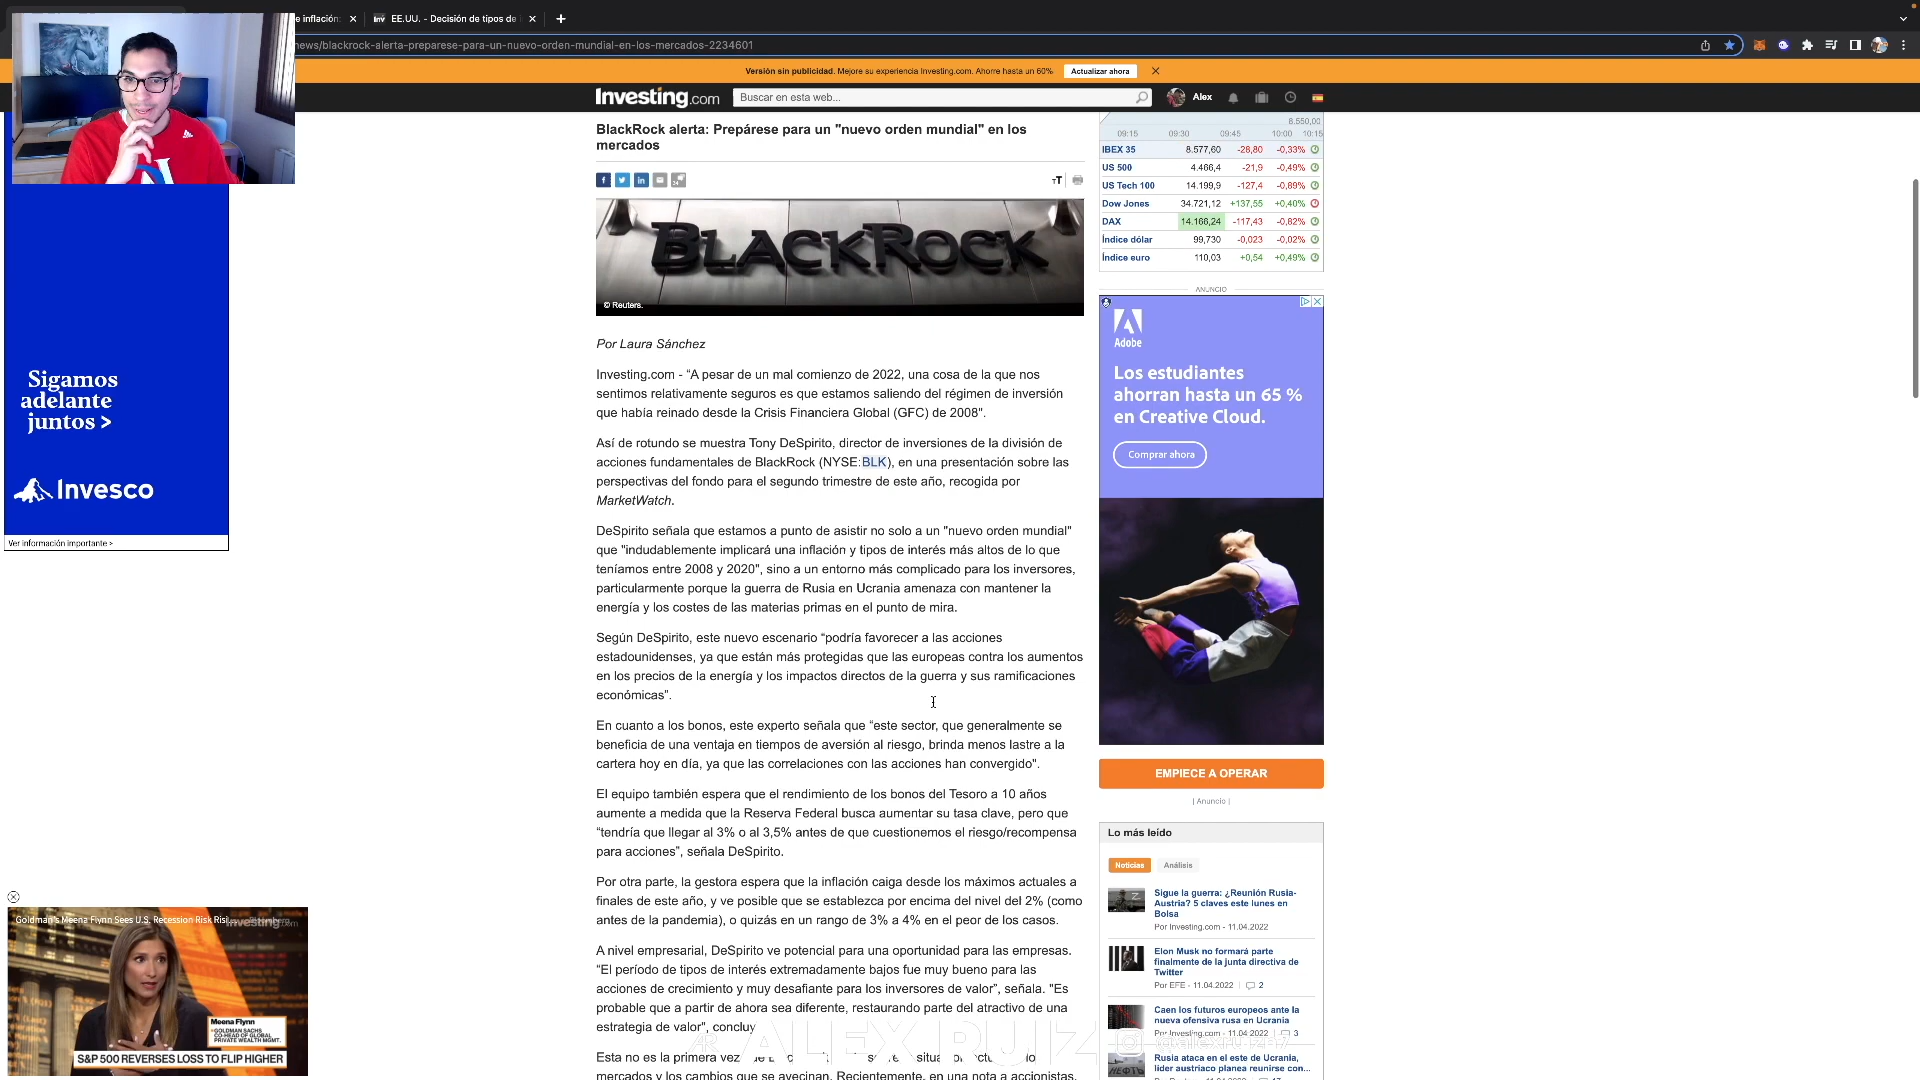 e inflación:
inv EE.UU. - Decisión de tipos de i
news/blackrock-alerta-preparese-para-un-nuevo-orden-mundial-en-los-mercados-2234601
Versión sin publicidad. Mejore su experiencia Investing.com. Ahorre hasta un 60%
Actualizar ahora
Investing.com
Buscar en esta web...
Alex
BlackRock alerta: Prepárese para un "nuevo orden mundial" en los
mercados
34
TT
BLACKROCK
© Reuters.
Por Laura Sánchez
Investing.com - “A pesar de un mal comienzo de 2022, una cosa de la que nos
sentimos relativamente seguros es que estamos saliendo del régimen de inversión
que había reinado desde la Crisis Financiera Global (GFC) de 2008".
Así de rotundo se muestra Tony DeSpirito, director de inversiones de la división de
acciones fundamentales de BlackRock (NYSE:BLK), en una presentación sobre las
perspectivas del fondo para el segundo trimestre de este año, recogida por
MarketWatch.
DeSpirito señala que estamos a punto de asistir no solo a un "nuevo orden mundial"
que "indudablemente implicará una inflación y tipos de interés más altos de lo que
teníamos entre 2008 y 2020", sino a un entorno más complicado para los inversores,
particularmente porque la guerra de Rusia en Ucrania amenaza con mantener la
energía y los costes de las materias primas en el punto de mira.
Según DeSpirito, este nuevo escenario “podría favorecer a las acciones
estadounidenses, ya que están más protegidas que las europeas contra los aumentos
en los precios de la energía y los impactos directos de la guerra y sus ramificaciones
económicas”.
En cuanto a los bonos, este experto señala que “este sector, que generalmente se
beneficia de una ventaja en tiempos de aversión al riesgo, brinda menos lastre a la
cartera hoy en día, ya que las correlaciones con las acciones han convergido".
El equipo también espera que el rendimiento de los bonos del Tesoro a 10 años
aumente a medida que la Reserva Federal busca aumentar su tasa clave, pero que
“tendría que llegar al 3% o al 3,5% antes de que cuestionemos el riesgo/recompensa
para acciones”, señala DeSpirito.
Por otra parte, la gestora espera que la inflación caiga desde los máximos actuales a
finales de este año, y ve posible que se establezca por encima del nivel del 2% (como
antes de la pandemia), o quizás en un rango de 3% a 4% en el peor de los casos.
A nivel empresarial, DeSpirito ve potencial para una oportunidad para las empresas.
“El período de tipos de interés extremadamente bajos fue muy bueno para las
acciones de crecimiento y muy desafiante para los inversores de valor”, señala. "Es
probable que a partir de ahora sea diferente, restaurando parte del atractivo de una
estrategia de valor”, concluy
Esta no es la primera vez
mercados y los cambios que se avecinan. Recientemente, en una nota a accionistas,
8.550,00
09:15 09:30 09:45 10:00 10:15
IBEX 35 8.577,60 -28,80 -0,33%
US 500 4.466,4 -21,9 -0,49%
US Tech 100 14.199,9 -127,4 -0,89%
Dow Jones 34.721,12 +137,55 +0,40%
DAX 14.166,24 -117,43 -0,82%
Índice dólar 99,730 -0,023 -0,02%
Índice euro 110,03 +0,54 +0,49%
ANUNCIO
Adobe
Los estudiantes
ahorran hasta un 65 %
en Creative Cloud.
Comprar ahora
EMPIECE A OPERAR
| Anuncio |
Lo más leído
Noticias
Análisis
Sigue la guerra: ¿Reunión Rusia-
Austria? 5 claves este lunes en
Bolsa
Por Investing.com - 11.04.2022
Elon Musk no formará parte
finalmente de la junta directiva de
Twitter
Por EFE - 11.04.2022 | 2
Caen los futuros europeos ante la
nueva ofensiva rusa en Ucrania
Por Investing.com - 11.04.2022 | 3
Rusia ataca en el este de Ucrania,
líder austriaco planea reunirse con...
Sigamos
adelante
juntos >
Invesco
Ver información importante >
Goldman's Meena Flynn Sees U.S. Recession Risk Risi
Investing.com
Meena Flynn
GOLDMAN SACHS
CO-HEAD OF GLOBAL
PRIVATE WEALTH MGMT.
S&P 500 REVERSES LOSS TO FLIP HIGHER
AR ALEX RUIZ @alexruizh7